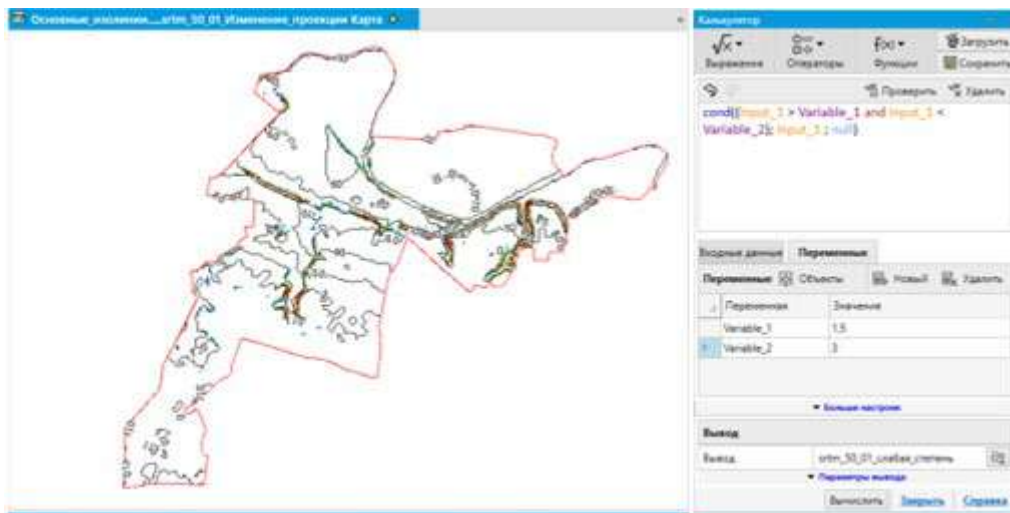 Основные_изолинии.....srtm_50_01_Изменение_проекции Карта
Калькулятор
Выражения Операторы Функции
Загрузить
Сохранить
Проверить Удалить
cond((Input_1 > Variable_1 and Input_1 <
Variable_2); Input_1 ; null)
Входные данные Переменные
Переменные Объекты Новый Удалить
Переменная Значение
Variable_1 1,5
Variable_2 3
Больше настроек
Вывод
Вывод srtm_50_01_слабая_степень
Параметры вывода
Вычислить Закрыть Справка